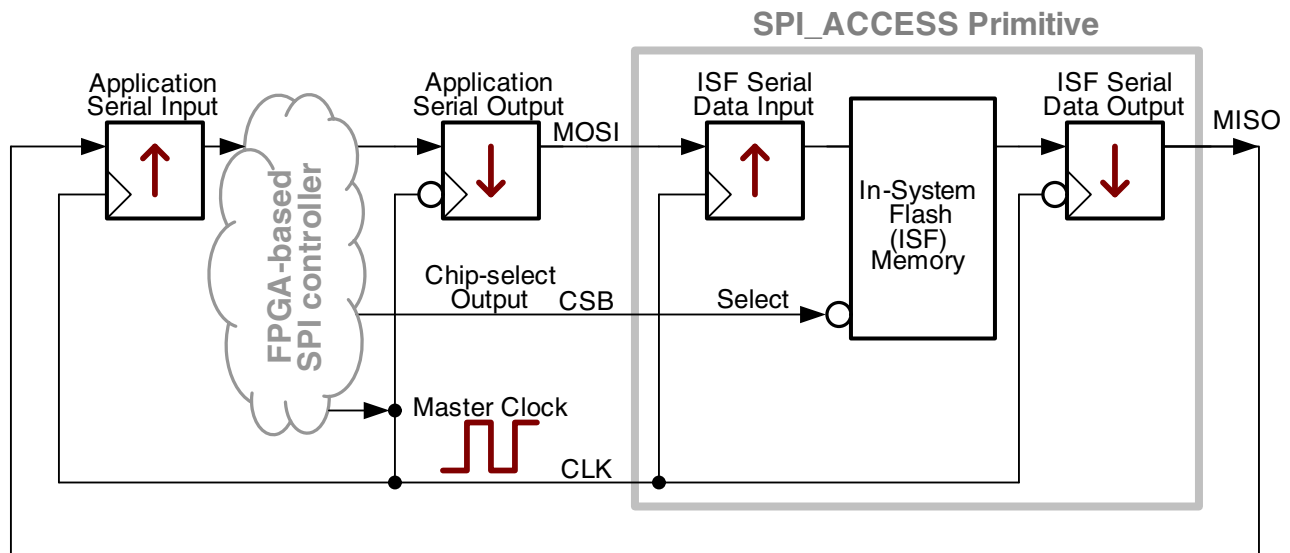 SPI_ACCESS Primitive
Application
Serial Input
Application
Serial Output
ISF Serial
Data Input
ISF Serial
Data Output
MOSI
MISO
FPGA-based
SPI controller
In-System
Flash
(ISF)
Memory
Chip-select
Output
CSB
Select
Master Clock
CLK